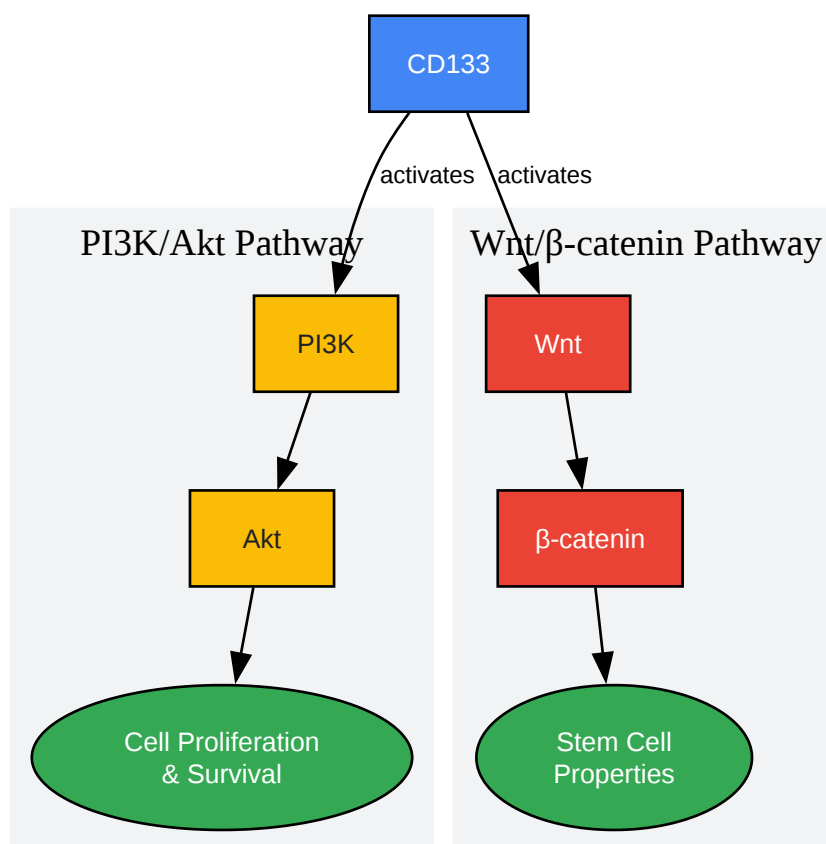 CD133
activates
activates
PI3K/Akt Pathway
Wnt/β-catenin Pathway
PI3K
Wnt
Akt
β-catenin
Cell Proliferation
& Survival
Stem Cell
Properties